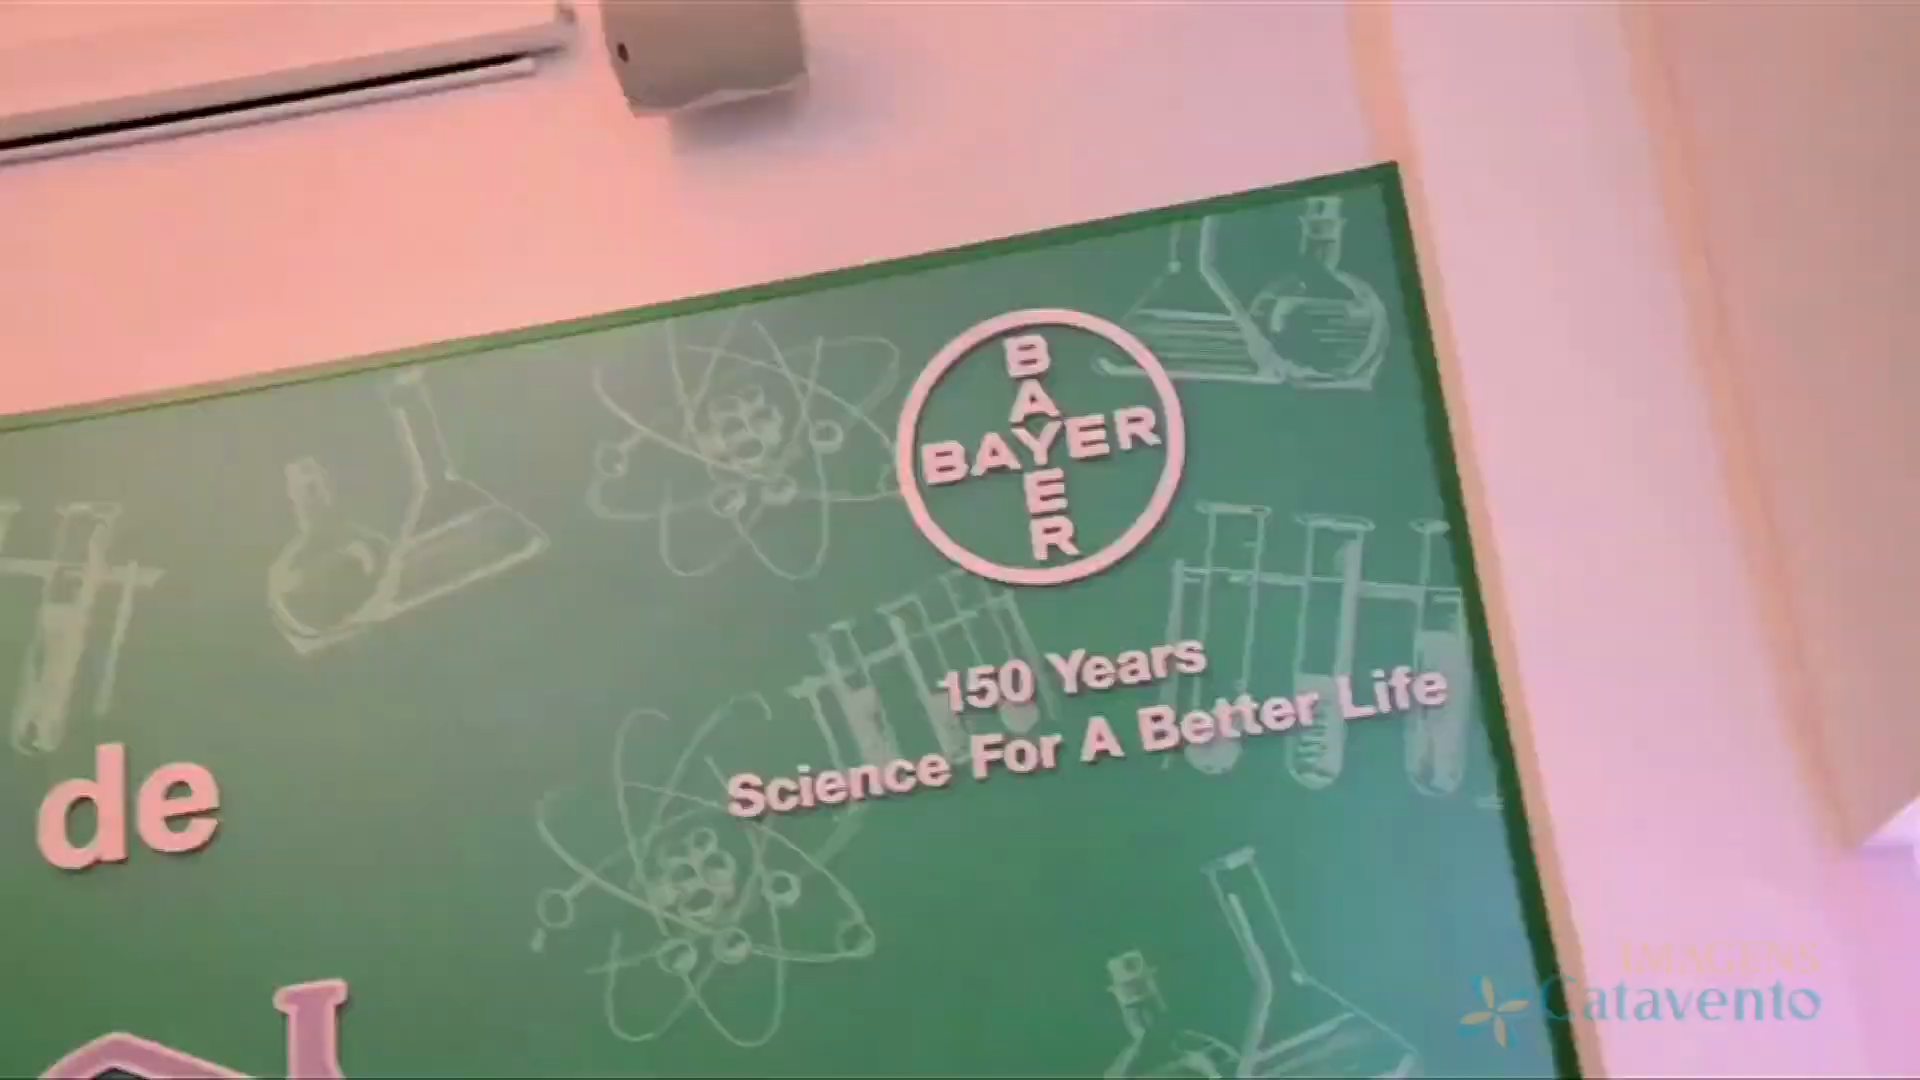 BAYER
BAYER
150 Years
Science For A Better Life
de
IMAGENS
Catavento